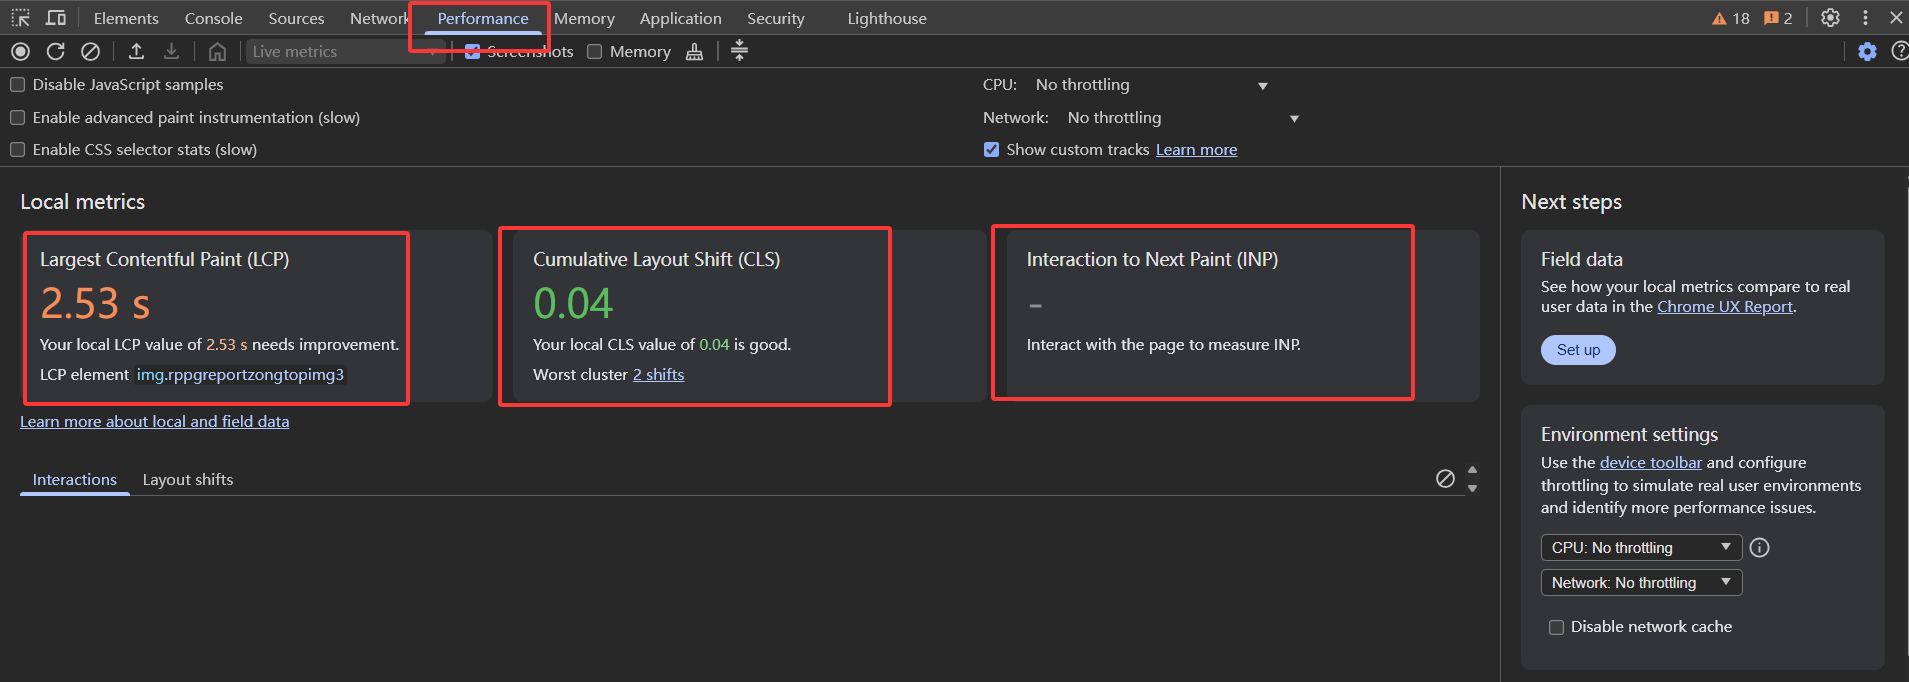 Elements Console Sources Network Performance Memory Application Security Lighthouse 18 2
Live metrics Screenshots Memory
Disable JavaScript samples
CPU: No throttling
Enable advanced paint instrumentation (slow)
Network: No throttling
Enable CSS selector stats (slow)
Show custom tracks Learn more
Local metrics
Largest Contentful Paint (LCP)
2.53 s
Your local LCP value of 2.53 s needs improvement.
LCP element img.rppgreportzongtopimg3
Cumulative Layout Shift (CLS)
0.04
Your local CLS value of 0.04 is good.
Worst cluster 2 shifts
Interaction to Next Paint (INP)
-
Interact with the page to measure INP.
Learn more about local and field data
Interactions Layout shifts
Next steps
Field data
See how your local metrics compare to real
user data in the Chrome UX Report.
Set up
Environment settings
Use the device toolbar and configure
throttling to simulate real user environments
and identify more performance issues.
CPU: No throttling
Network: No throttling
Disable network cache